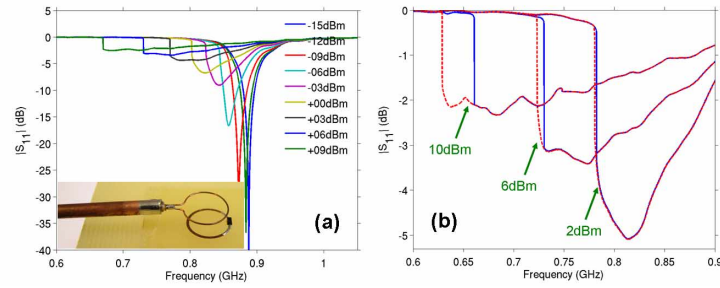 5
0
-5
-10
-15
-20
-25
-30
-35
-40
|S11| (dB)
-15dBm
-12dBm
-09dBm
-06dBm
-03dBm
+00dBm
+03dBm
+06dBm
+09dBm
(a)
0.6
0.7
0.8
0.9
1
Frequency (GHz)
0
-1
-2
-3
-4
-5
|S11| (dB)
10dBm
6dBm
2dBm
(b)
0.6
0.65
0.7
0.75
0.8
0.85
0.9
Frequency (GHz)